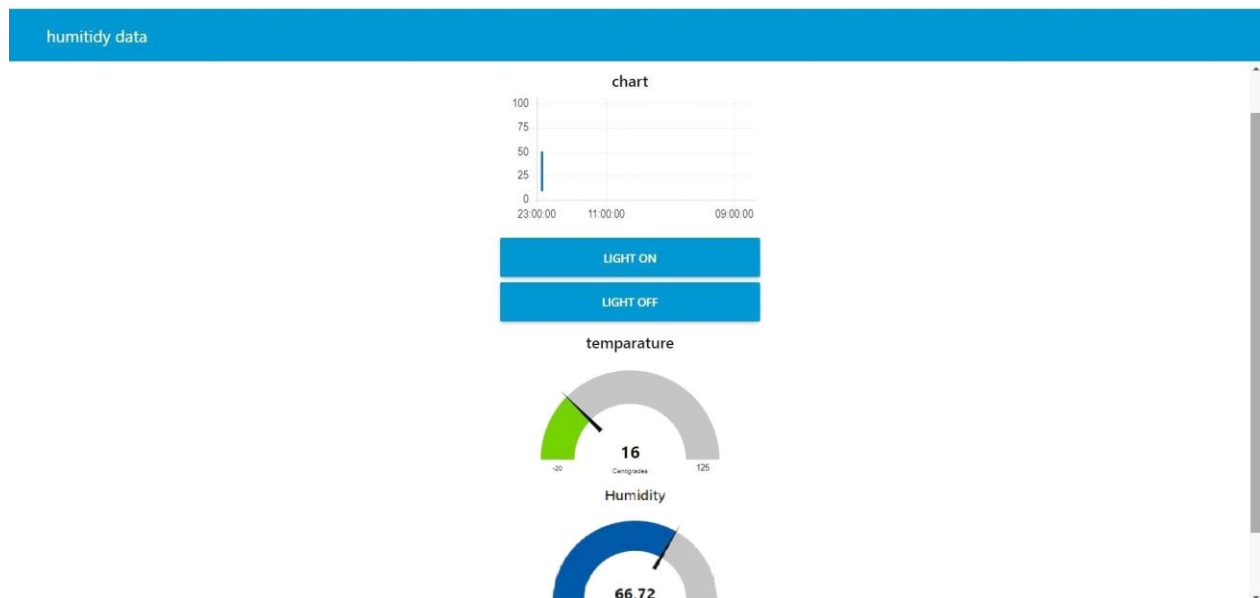 humitidy data
chart
100
75
50
25
0
23:00:00 11:00:00 09:00:00
LIGHT ON
LIGHT OFF
temparature
16
-20 Centigrades 125
Humidity
66.72